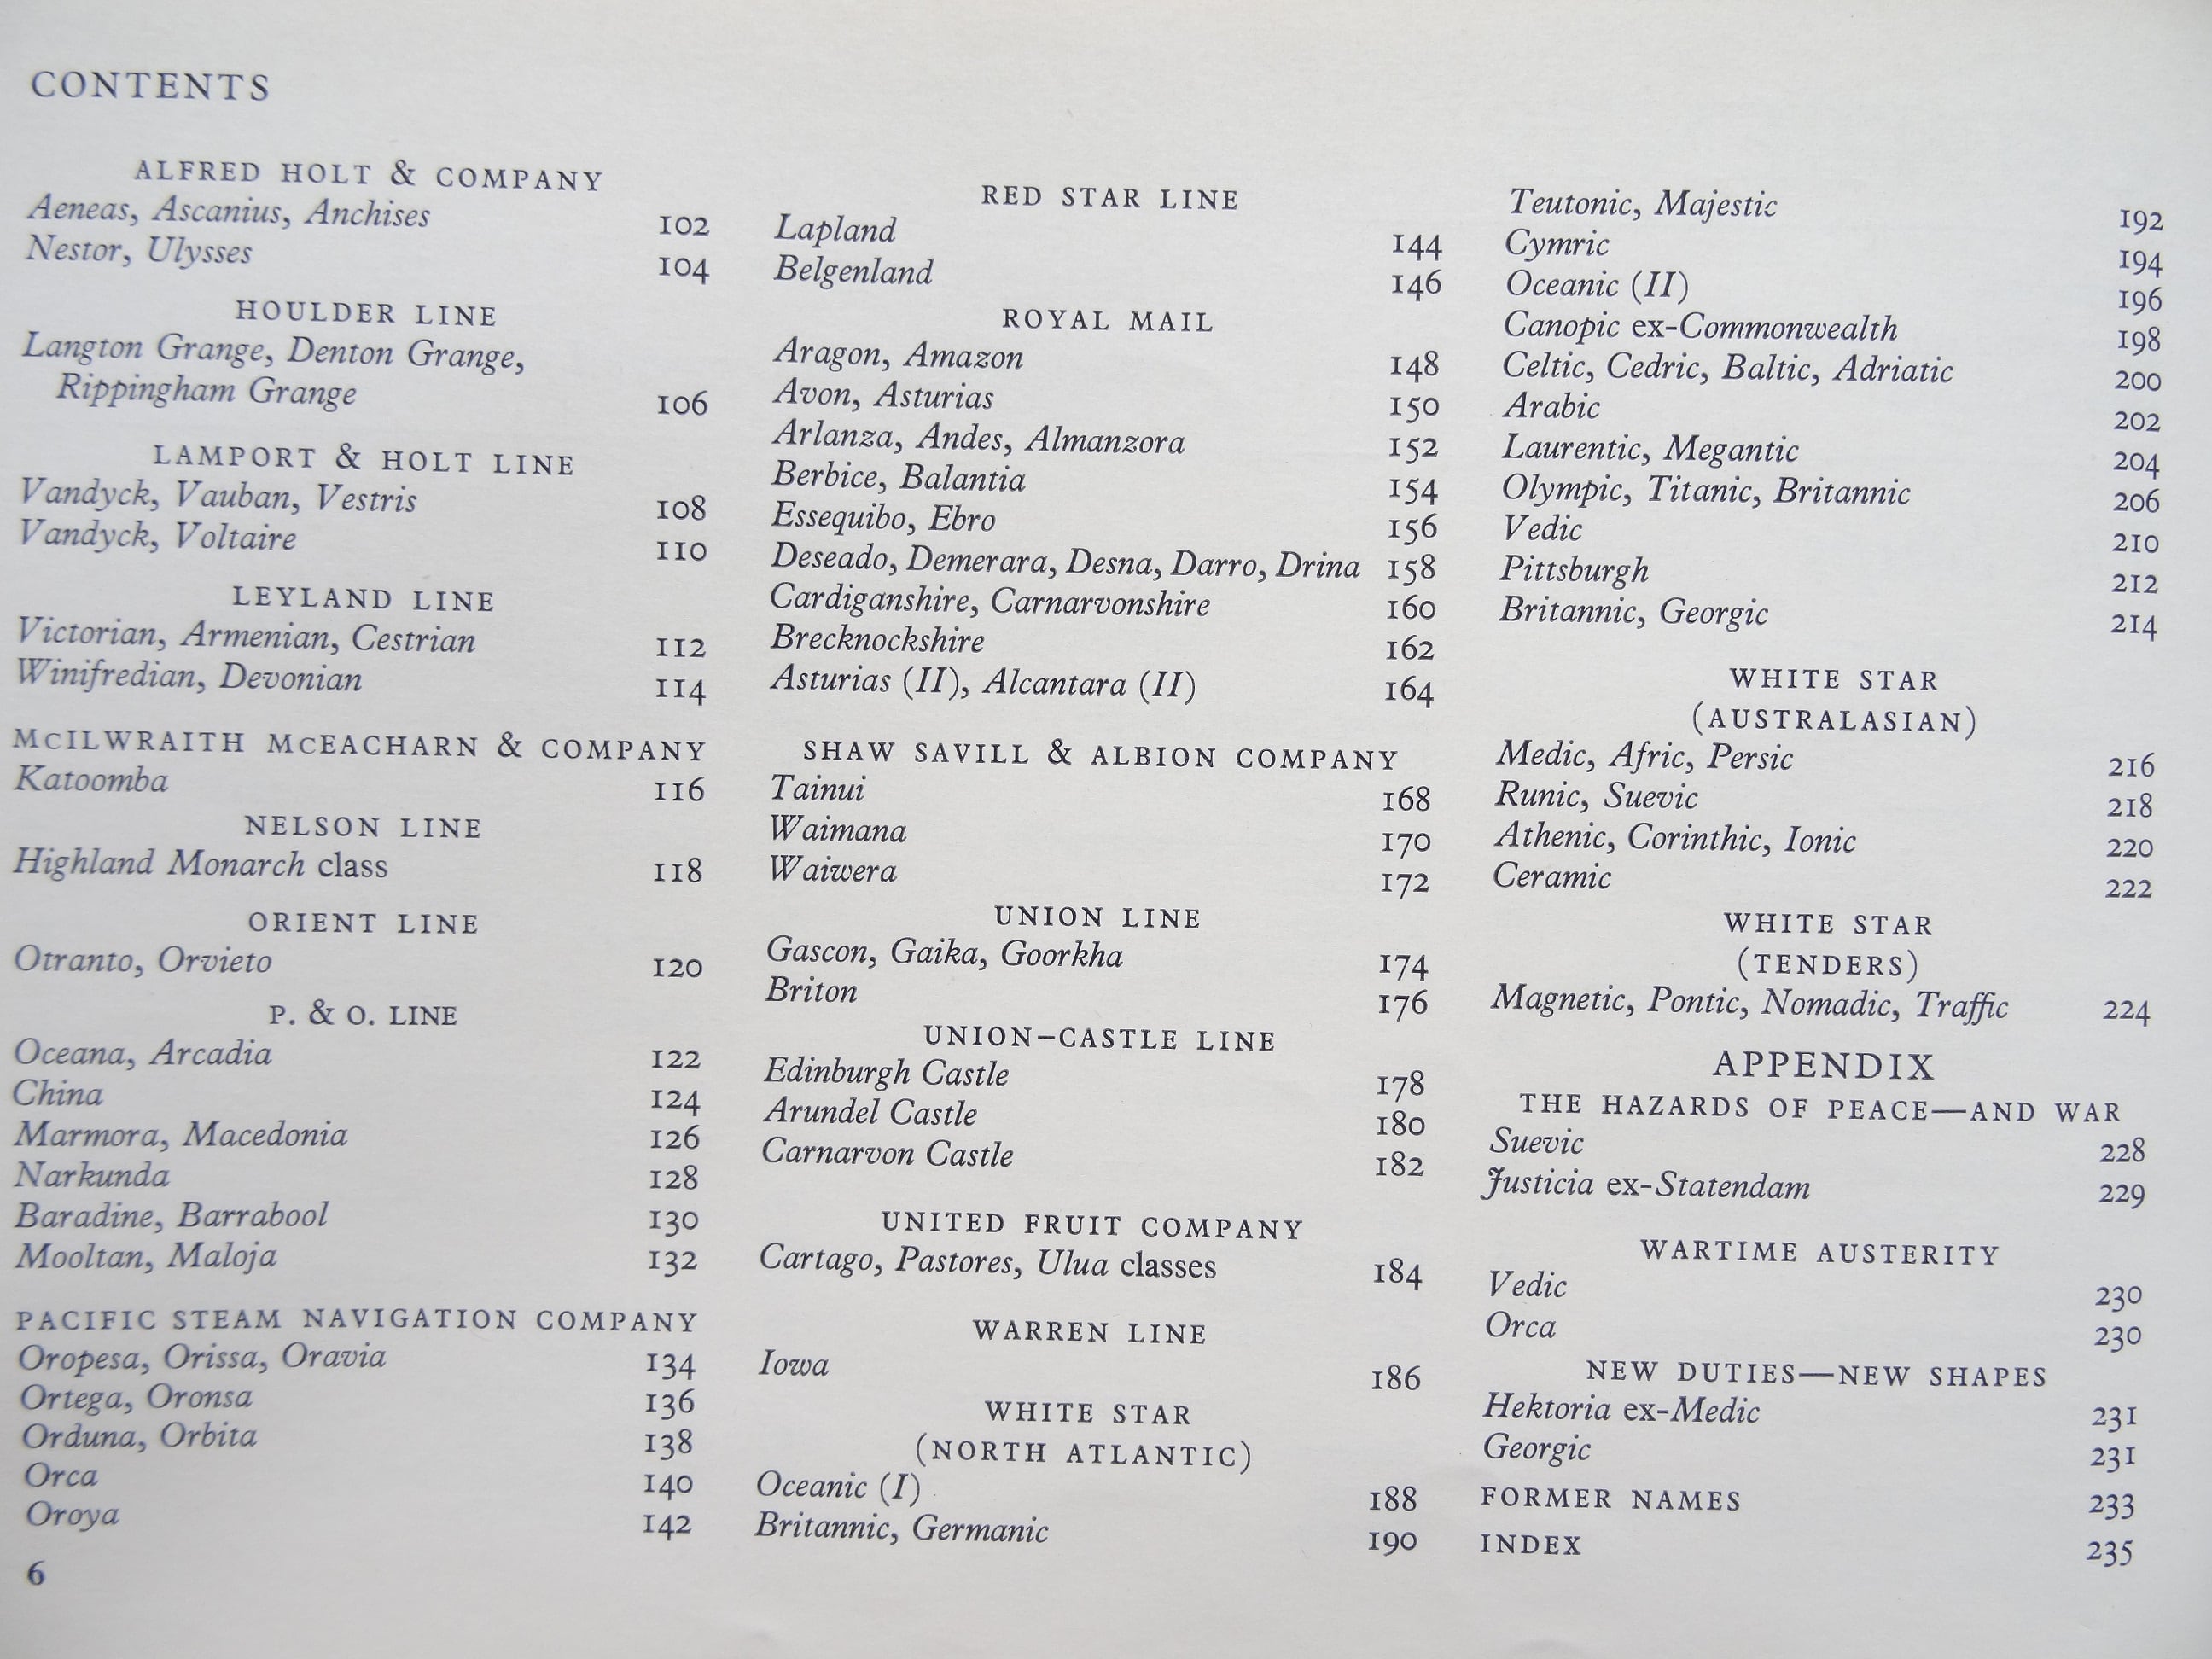 CONTENTS
ALFRED HOLT & COMPANY
Aeneas, Ascanius, Anchises 102
Nestor, Ulysses 104
HOULDER LINE
Langton Grange, Denton Grange,
Rippingham Grange 106
LAMPORT & HOLT LINE
Vandyck, Vauban, Vestris 108
Vandyck, Voltaire 110
LEYLAND LINE
Victorian, Armenian, Cestrian 112
Winifredian, Devonian 114
McILWRAITH McEACHARN & COMPANY
Katoomba 116
NELSON LINE
Highland Monarch class 118
ORIENT LINE
Otranto, Orvieto 120
P. & O. LINE
Oceana, Arcadia 122
China 124
Marmora, Macedonia 126
Narkunda 128
Baradine, Barrabool 130
Mooltan, Maloja 132
PACIFIC STEAM NAVIGATION COMPANY
Oropesa, Orissa, Oravia 134
Ortega, Oronsa 136
Orduna, Orbita 138
Orca 140
Oroya 142
6
RED STAR LINE
Lapland 144
Belgenland 146
ROYAL MAIL
Aragon, Amazon 148
Avon, Asturias 150
Arlanza, Andes, Almanzora 152
Berbice, Balantia 154
Essequibo, Ebro 156
Deseado, Demerara, Desna, Darro, Drina 158
Cardiganshire, Carnarvonshire 160
Brecknockshire 162
Asturias (II), Alcantara (II) 164
SHAW SAVILL & ALBION COMPANY
Tainui 168
Waimana 170
Waiwera 172
UNION LINE
Gascon, Gaika, Goorkha 174
Briton 176
UNION-CASTLE LINE
Edinburgh Castle 178
Arundel Castle 180
Carnarvon Castle 182
UNITED FRUIT COMPANY
Cartago, Pastores, Ulua classes 184
WARREN LINE
Iowa 186
WHITE STAR
(NORTH ATLANTIC)
Oceanic (I) 188
Britannic, Germanic 190
Teutonic, Majestic 192
Cymric 194
Oceanic (II) 196
Canopic ex-Commonwealth 198
Celtic, Cedric, Baltic, Adriatic 200
Arabic 202
Laurentic, Megantic 204
Olympic, Titanic, Britannic 206
Vedic 210
Pittsburgh 212
Britannic, Georgic 214
WHITE STAR
(AUSTRALASIAN)
Medic, Afric, Persic 216
Runic, Suevic 218
Athenic, Corinthic, Ionic 220
Ceramic 222
WHITE STAR
(TENDERS)
Magnetic, Pontic, Nomadic, Traffic 224
APPENDIX
THE HAZARDS OF PEACE—AND WAR
Suevic 228
Justicia ex-Statendam 229
WARTIME AUSTERITY
Vedic 230
Orca 230
NEW DUTIES—NEW SHAPES
Hektoria ex-Medic 231
Georgic 231
FORMER NAMES 233
INDEX 235